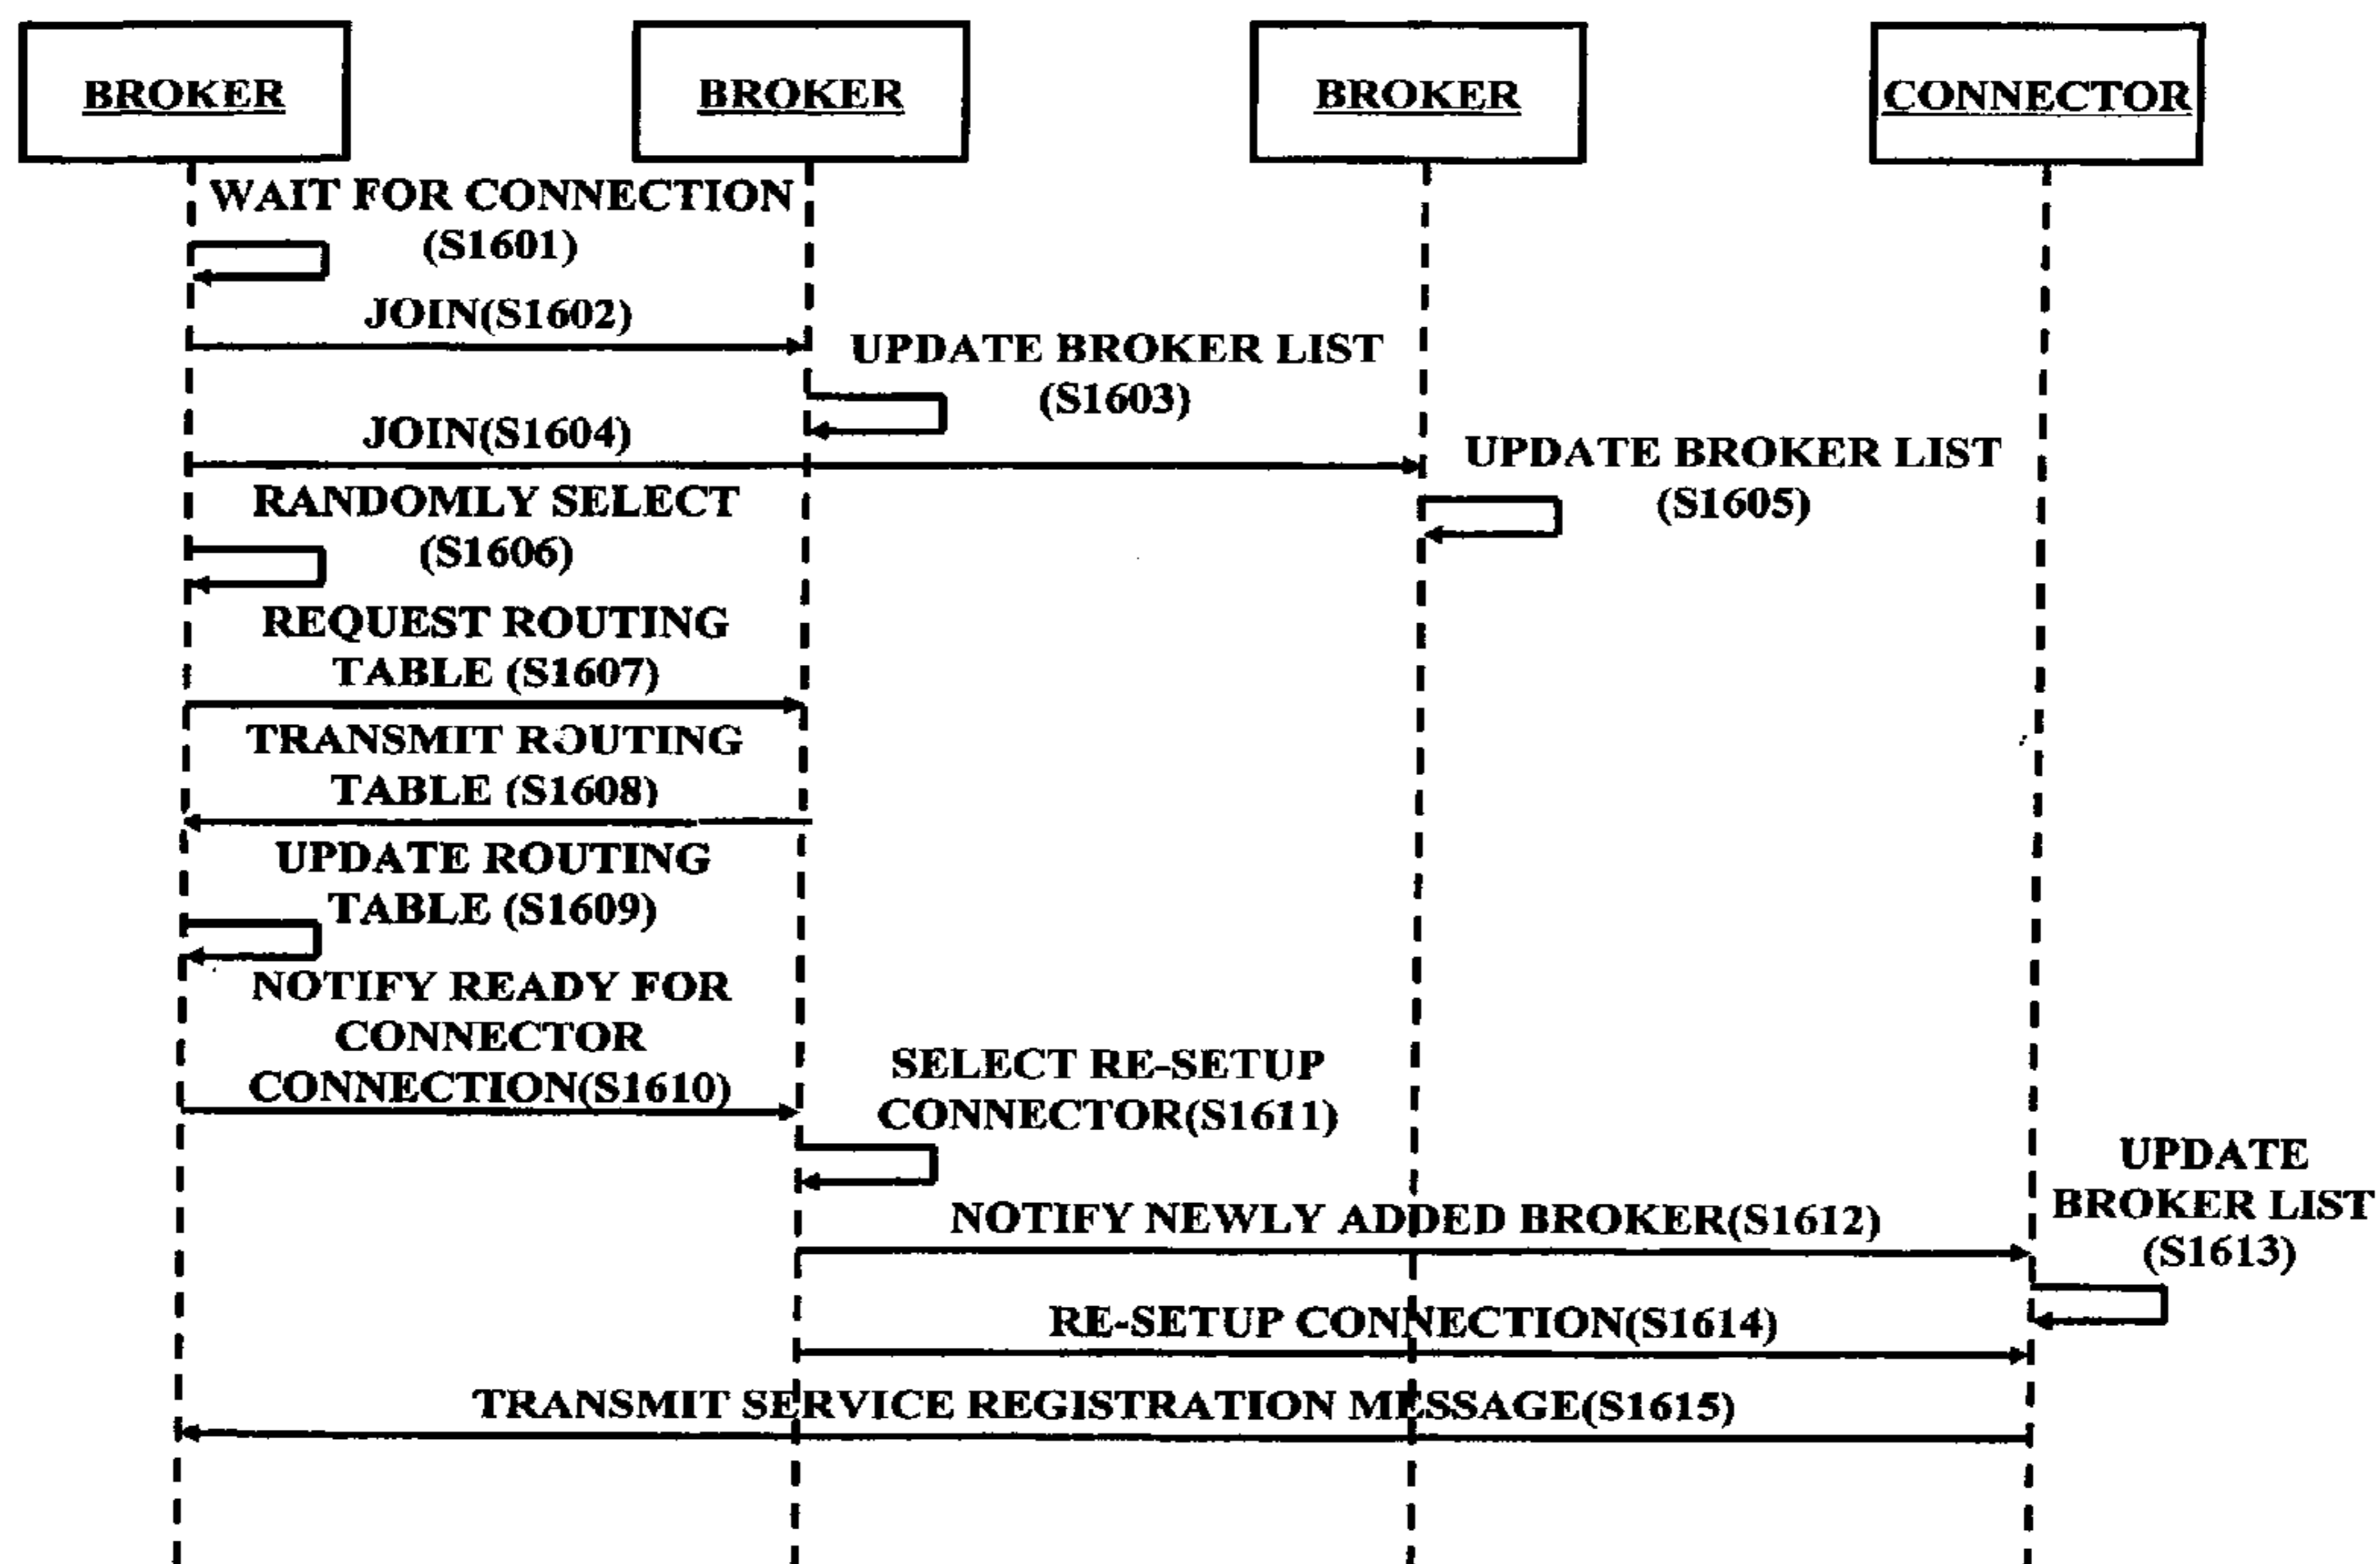 BROKER
BROKER
BROKER
CONNECTOR
WAIT FOR CONNECTION
(S1601)
JOIN(S1602)
UPDATE BROKER LIST
(S1603)
JOIN(S1604)
UPDATE BROKER LIST
(S1605)
RANDOMLY SELECT
(S1606)
REQUEST ROUTING
TABLE (S1607)
TRANSMIT ROUTING
TABLE (S1608)
UPDATE ROUTING
TABLE (S1609)
NOTIFY READY FOR
CONNECTOR
CONNECTION(S1610)
SELECT RE-SETUP
CONNECTOR(S1611)
NOTIFY NEWLY ADDED BROKER(S1612)
UPDATE
BROKER LIST
(S1613)
RE-SETUP CONNECTION(S1614)
TRANSMIT SERVICE REGISTRATION MESSAGE(S1615)